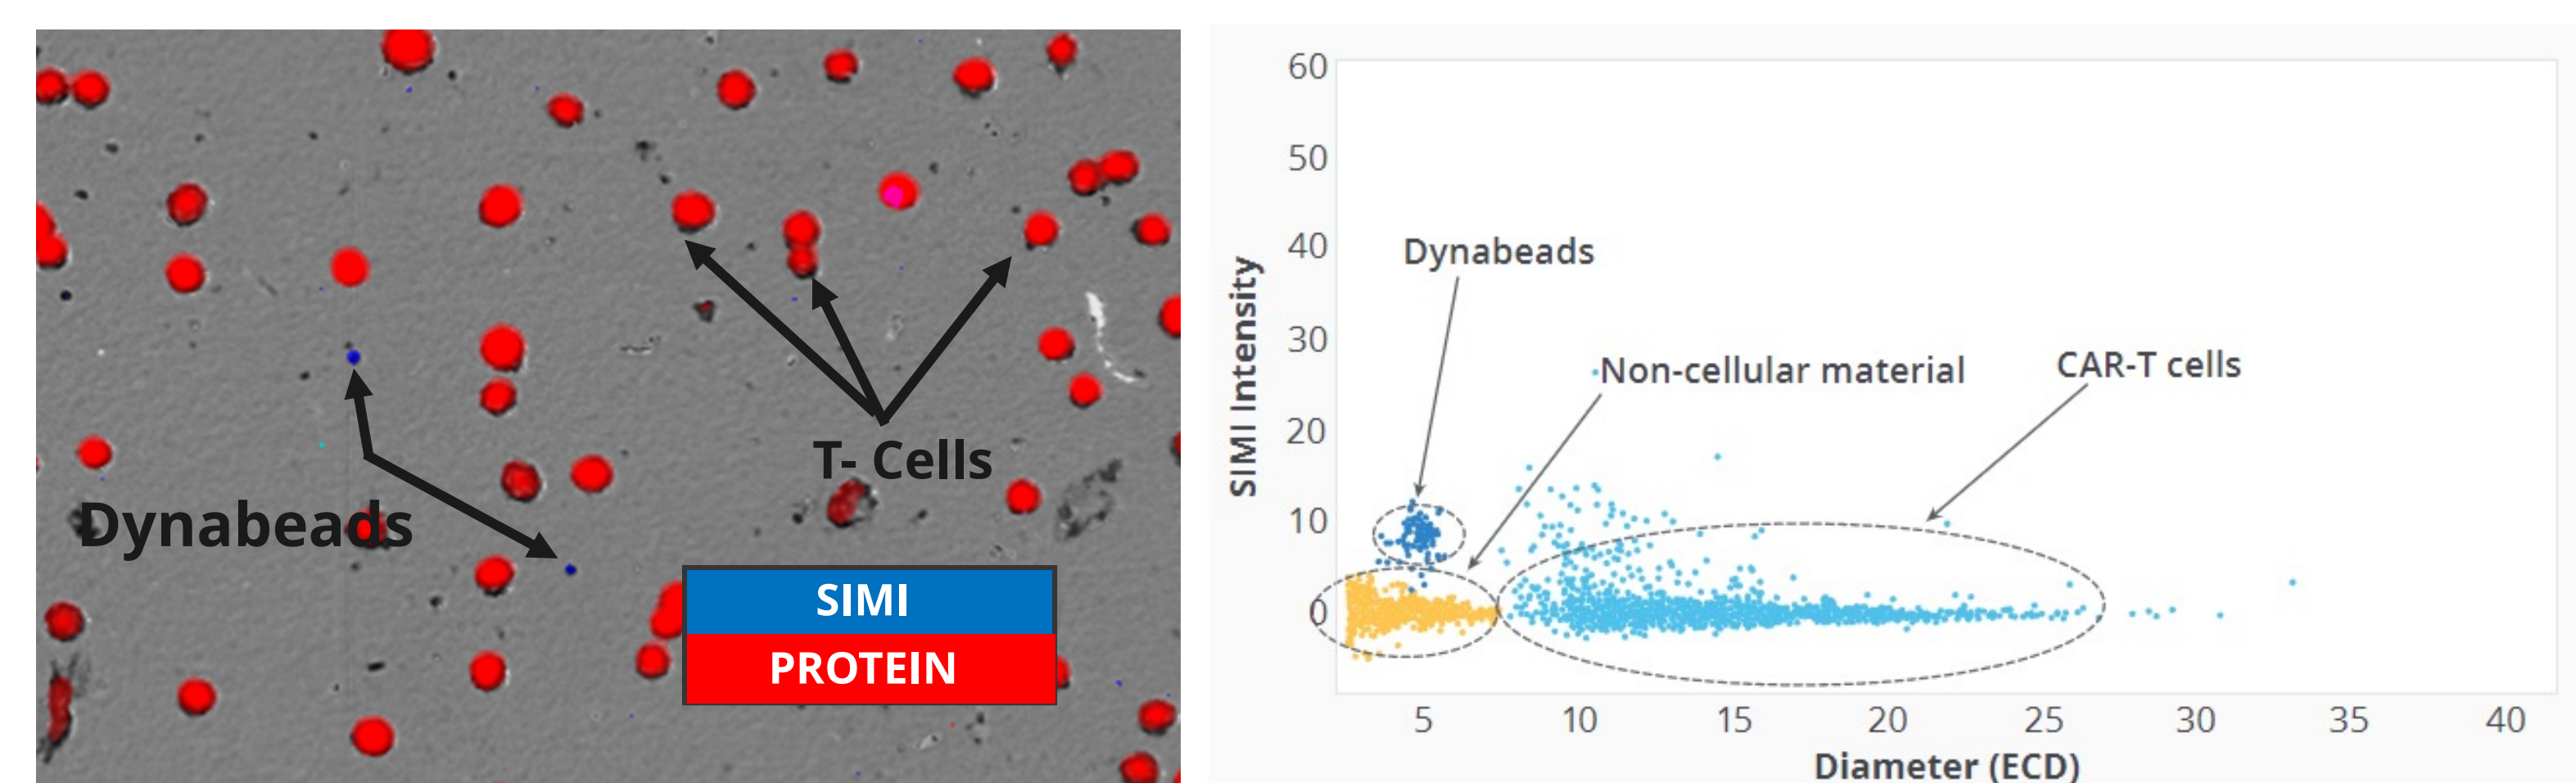 T- Cells
Dynabeads
SIMI
PROTEIN
60
50
40
30
20
10
0
SIMI Intensity
Dynabeads
Non-cellular material
CAR-T cells
5 10 15 20 25 30 35 40
Diameter (ECD)